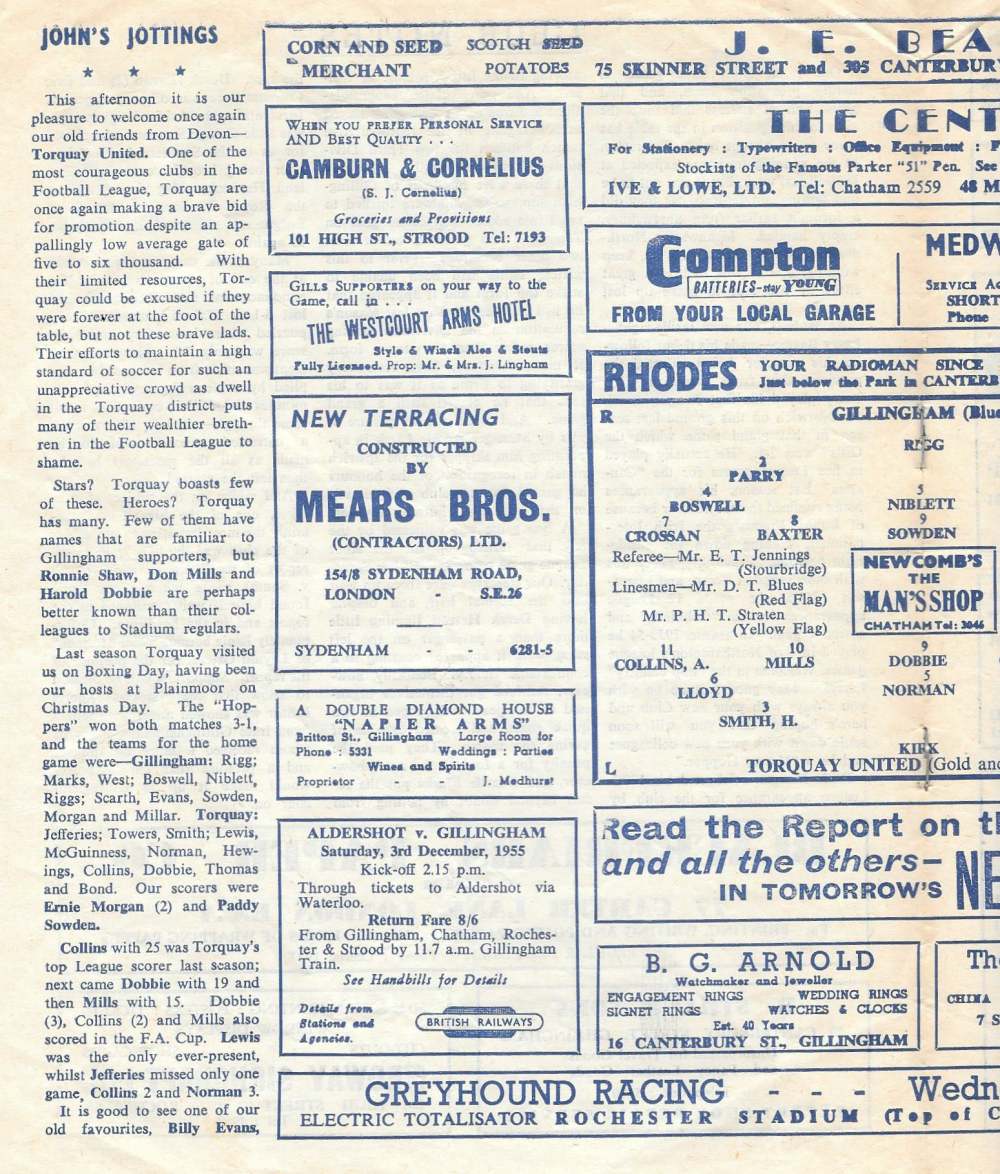 JOHN'S JOTTINGS
★ ★ ★
This afternoon it is our
pleasure to welcome once again
our old friends from Devon—
Torquay United. One of the
most courageous clubs in the
Football League, Torquay are
once again making a brave bid
for promotion despite an ap-
pallingly low average gate of
five to six thousand. With
their limited resources, Tor-
quay could be excused if they
were forever at the foot of the
table, but not these brave lads.
Their efforts to maintain a high
standard of soccer for such an
unappreciative crowd as dwell
in the Torquay district puts
many of their wealthier breth-
ren in the Football League to
shame.
Stars? Torquay boasts few
of these. Heroes? Torquay
has many. Few of them have
names that are familiar to
Gillingham supporters, but
Ronnie Shaw, Don Mills and
Harold Dobbie are perhaps
better known than their col-
leagues to Stadium regulars.
Last season Torquay visited
us on Boxing Day, having been
our hosts at Plainmoor on
Christmas Day. The "Hop-
pers" won both matches 3-1,
and the teams for the home
game were—Gillingham: Rigg;
Marks, West; Boswell, Niblett,
Riggs; Scarth, Evans, Sowden,
Morgan and Millar. Torquay:
Jefferies; Towers, Smith; Lewis,
McGuinness, Norman, Hew-
ings, Collins, Dobbie, Thomas
and Bond. Our scorers were
Ernie Morgan (2) and Paddy
Sowden.
Collins with 25 was Torquay's
top League scorer last season;
next came Dobbie with 19 and
then Mills with 15. Dobbie
(3), Collins (2) and Mills also
scored in the F.A. Cup. Lewis
was the only ever-present,
whilst Jefferies missed only one
game, Collins 2 and Norman 3.
It is good to see one of our
old favourites, Billy Evans,
CORN AND SEED SCOTCH SEED J. E. BEA
MERCHANT POTATOES 75 SKINNER STREET and 305 CANTERBURY
WHEN YOU PREFER PERSONAL SERVICE
AND BEST QUALITY . . .
CAMBURN & CORNELIUS
(S. J. Cornelius)
Groceries and Provisions
101 HIGH ST., STROOD Tel: 7193
GILLS SUPPORTERS on your way to the
Game, call in . . .
THE WESTCOURT ARMS HOTEL
Style & Winch Ales & Stouts
Fully Licensed. Prop: Mr. & Mrs. J. Lingham
NEW TERRACING
CONSTRUCTED
BY
MEARS BROS.
(CONTRACTORS) LTD.
154/8 SYDENHAM ROAD,
LONDON - S.E.26
SYDENHAM - - 6281-5
A DOUBLE DIAMOND HOUSE
"NAPIER ARMS"
Britton St., Gillingham Large Room for
Phone : 5331 Weddings : Parties
Wines and Spirits
Proprietor - - J. Medhurst
ALDERSHOT v. GILLINGHAM
Saturday, 3rd December, 1955
Kick-off 2.15 p.m.
Through tickets to Aldershot via
Waterloo.
Return Fare 8/6
From Gillingham, Chatham, Roches-
ter & Strood by 11.7 a.m. Gillingham
Train.
See Handbills for Details
Details from
Stations and
Agencies.
BRITISH RAILWAYS
THE CENT
For Stationery : Typewriters : Office Equipment : F
Stockists of the Famous Parker "51" Pen. See
IVE & LOWE, LTD. Tel: Chatham 2559 48 M
Crompton
BATTERIES-stay YOUNG
FROM YOUR LOCAL GARAGE
MEDW
SERVICE AG
SHORT
Phone
RHODES YOUR RADIOMAN SINCE
Just below the Park in CANTERB
R GILLINGHAM (Blue
1
RIGG
2
PARRY
4 5
BOSWELL NIBLETT
7 8 9
CROSSAN BAXTER SOWDEN
Referee—Mr. E. T. Jennings
(Stourbridge)
Linesmen—Mr. D. T. Blues
(Red Flag)
Mr. P. H. T. Straten
(Yellow Flag)
NEWCOMB'S
THE
MAN'S SHOP
CHATHAM Tel: 3046
11 10 9
COLLINS, A. MILLS DOBBIE
6 5
LLOYD NORMAN
3
SMITH, H.
KIRK
L TORQUAY UNITED (Gold and
Read the Report on th
and all the others—
IN TOMORROW'S NE
B. G. ARNOLD
Watchmaker and Jeweller
ENGAGEMENT RINGS WEDDING RINGS
SIGNET RINGS WATCHES & CLOCKS
Est. 40 Years
16 CANTERBURY ST., GILLINGHAM
The
CHINA
7 S
GREYHOUND RACING - - - Wedn
ELECTRIC TOTALISATOR ROCHESTER STADIUM (Top of C